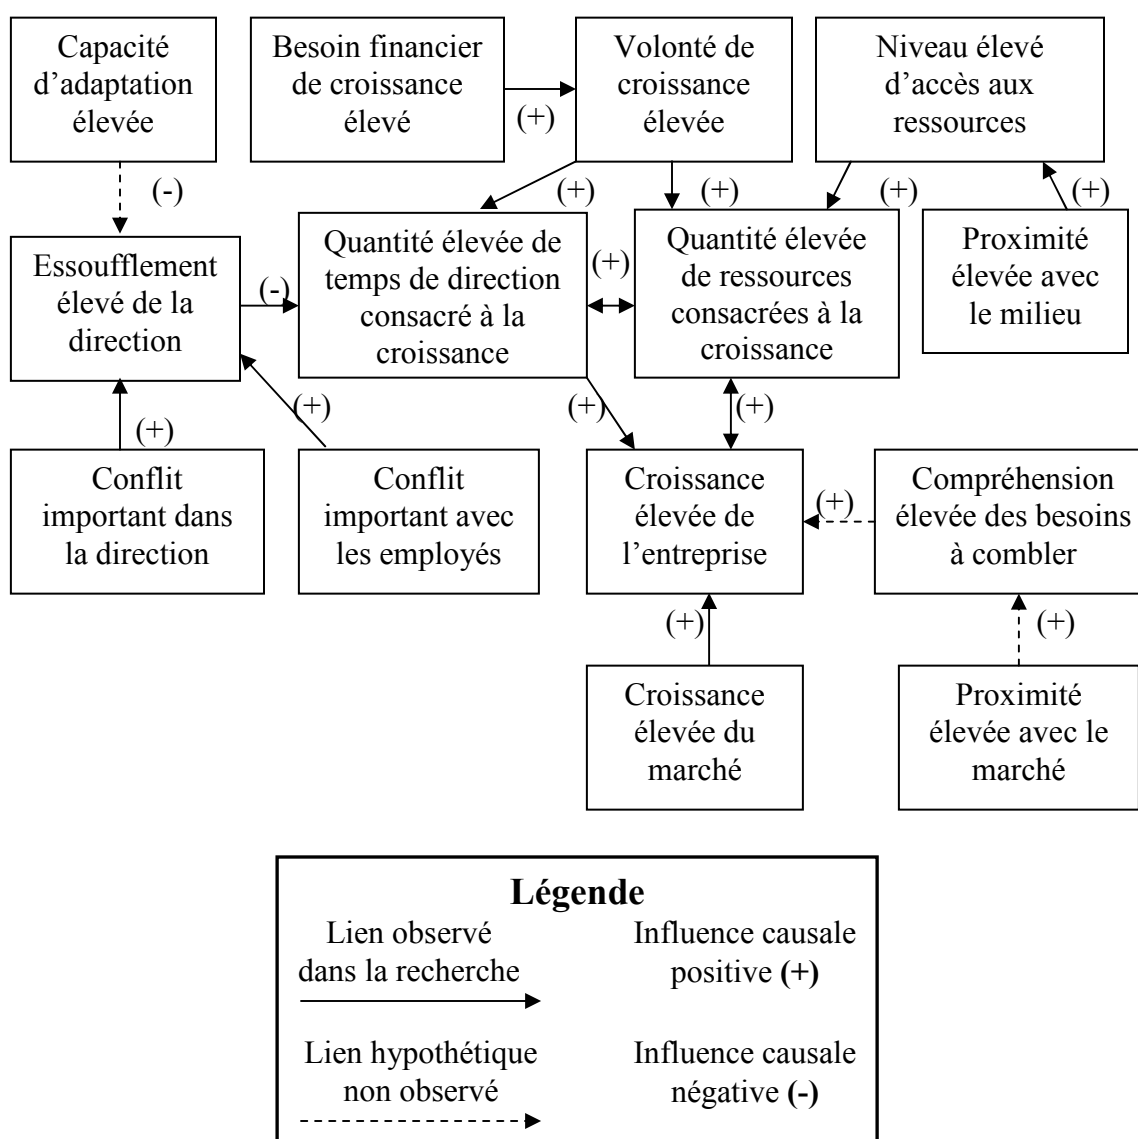 Capacité
d’adaptation
élevée
Besoin financier
de croissance
élevé
(+)
Volonté de
croissance
élevée
Niveau élevé
d’accès aux
ressources
(-)
(+)
(+)
(+)
(+)
Essoufflement
élevé de la
direction
(-)
Quantité élevée de
temps de direction
consacré à la
croissance
(+)
Quantité élevée
de ressources
consacrées à la
croissance
Proximité
élevée avec
le milieu
(+)
(+)
(+)
(+)
Conflit
important dans
la direction
Conflit
important avec
les employés
Croissance
élevée de
l’entreprise
(+)
Compréhension
élevée des besoins
à combler
(+)
(+)
Croissance
élevée du
marché
Proximité
élevée avec le
marché
Légende
Lien observé
dans la recherche
Influence causale
positive (+)
Lien hypothétique
non observé
Influence causale
négative (-)